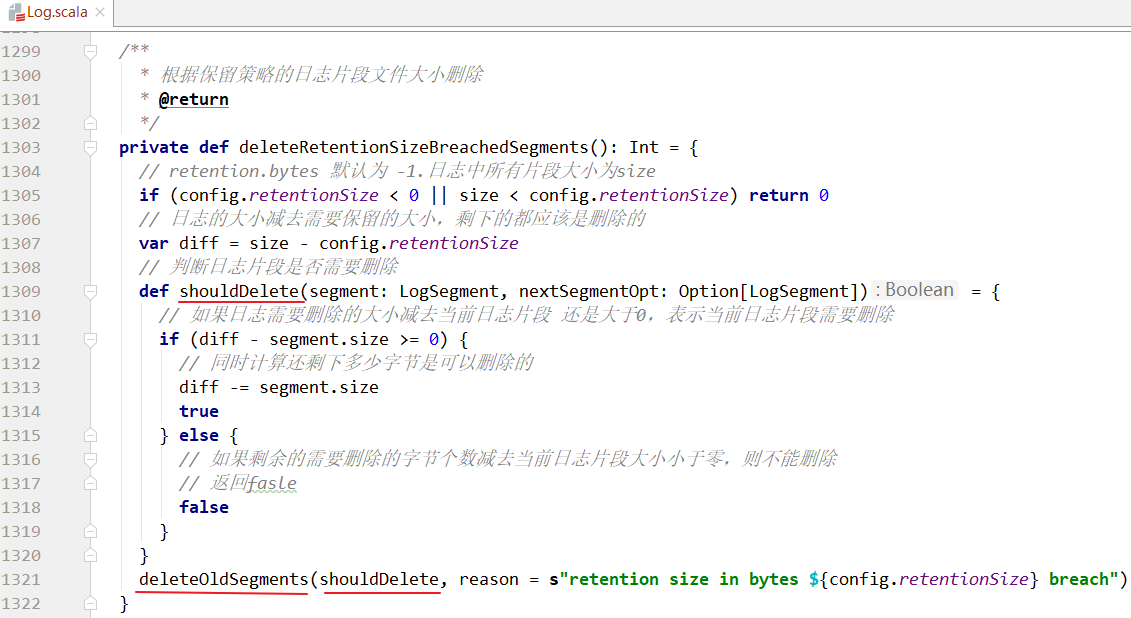 Log.scala
1299 /**
1300 * 根据保留策略的日志片段文件大小删除
1301 * @return
1302 */
1303 private def deleteRetentionSizeBreachedSegments(): Int = {
1304 // retention.bytes 默认为 -1.日志中所有片段大小为size
1305 if (config.retentionSize < 0 || size < config.retentionSize) return 0
1306 // 日志的大小减去需要保留的大小，剩下的都应该是删除的
1307 var diff = size - config.retentionSize
1308 // 判断日志片段是否需要删除
1309 def shouldDelete(segment: LogSegment, nextSegmentOpt: Option[LogSegment]) : Boolean = {
1310 // 如果日志需要删除的大小减去当前日志片段 还是大于0，表示当前日志片段需要删除
1311 if (diff - segment.size >= 0) {
1312 // 同时计算还剩下多少字节是可以删除的
1313 diff -= segment.size
1314 true
1315 } else {
1316 // 如果剩余的需要删除的字节个数减去当前日志片段大小小于零，则不能删除
1317 // 返回fasle
1318 false
1319 }
1320 }
1321 deleteOldSegments(shouldDelete, reason = s"retention size in bytes ${config.retentionSize} breach")
1322 }